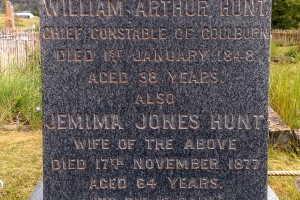 WILLIAM ARTHUR HUNT
CHIEF CONSTABLE OF GOULBURN
DIED 1ST JANUARY 1848
AGED 38 YEARS.
ALSO
JEMIMA JONES HUNT
WIFE OF THE ABOVE
DIED 17TH NOVEMBER 1877
AGED 64 YEARS.